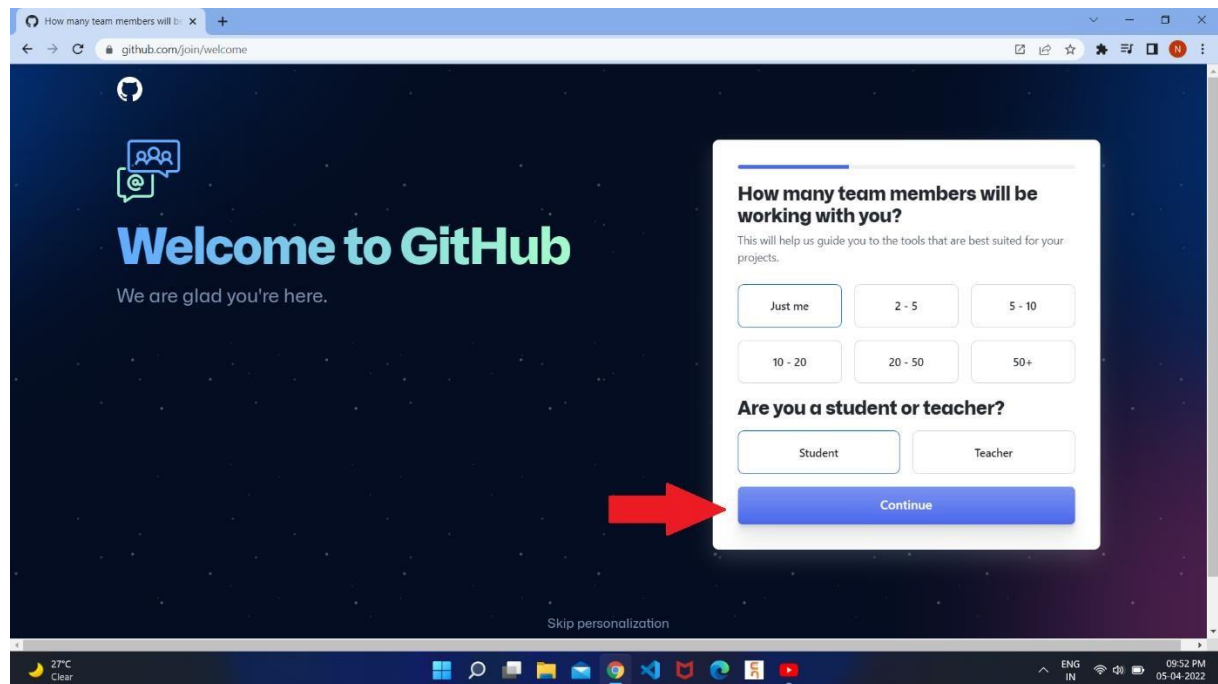 How many team members will b
github.com/join/welcome
N
@
Welcome to GitHub
We are glad you're here.
How many team members will be
working with you?
This will help us guide you to the tools that are best suited for your
projects.
Just me
2 - 5
5 - 10
10 - 20
20 - 50
50+
Are you a student or teacher?
Student
Teacher
Continue
Skip personalization
27°C
Clear
ENG
IN
09:52 PM
05-04-2022